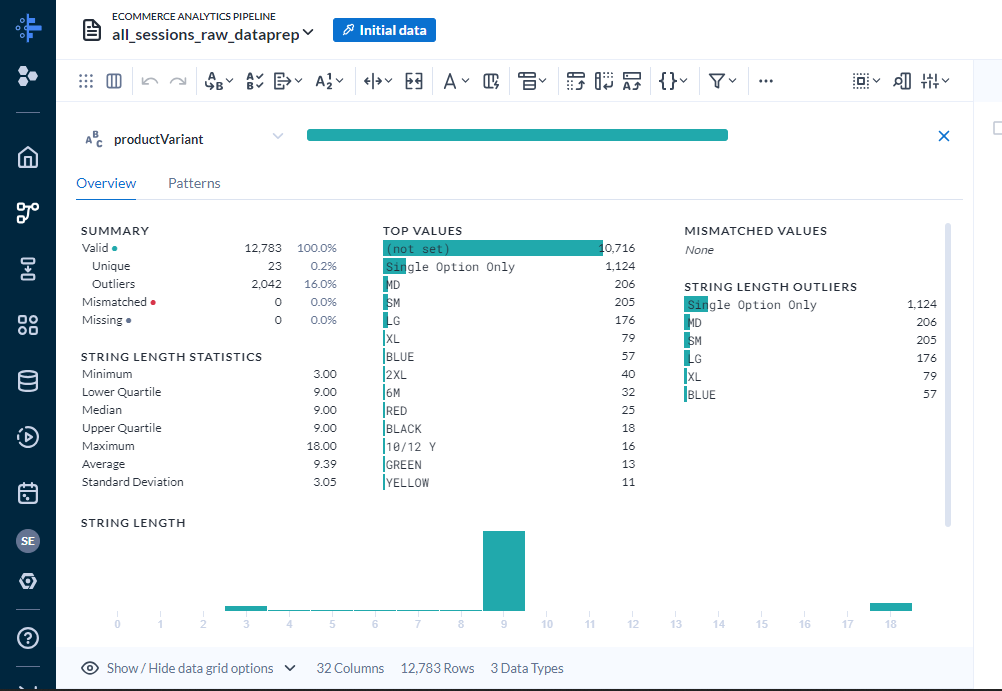 ECOMMERCE ANALYTICS PIPELINE
all_sessions_raw_dataprep
Initial data
productVariant
Overview Patterns
SUMMARY
Valid 12,783 100.0%
Unique 23 0.2%
Outliers 2,042 16.0%
Mismatched 0 0.0%
Missing 0 0.0%
STRING LENGTH STATISTICS
Minimum 3.00
Lower Quartile 9.00
Median 9.00
Upper Quartile 9.00
Maximum 18.00
Average 9.39
Standard Deviation 3.05
TOP VALUES
(not set) 10,716
Single Option Only 1,124
MD 206
SM 205
LG 176
XL 79
BLUE 57
2XL 40
6M 32
RED 25
BLACK 18
10/12 Y 16
GREEN 13
YELLOW 11
MISMATCHED VALUES
None
STRING LENGTH OUTLIERS
Single Option Only 1,124
MD 206
SM 205
LG 176
XL 79
BLUE 57
STRING LENGTH
0 1 2 3 4 5 6 7 8 9 10 11 12 13 14 15 16 17 18
SE
Show / Hide data grid options 32 Columns 12,783 Rows 3 Data Types